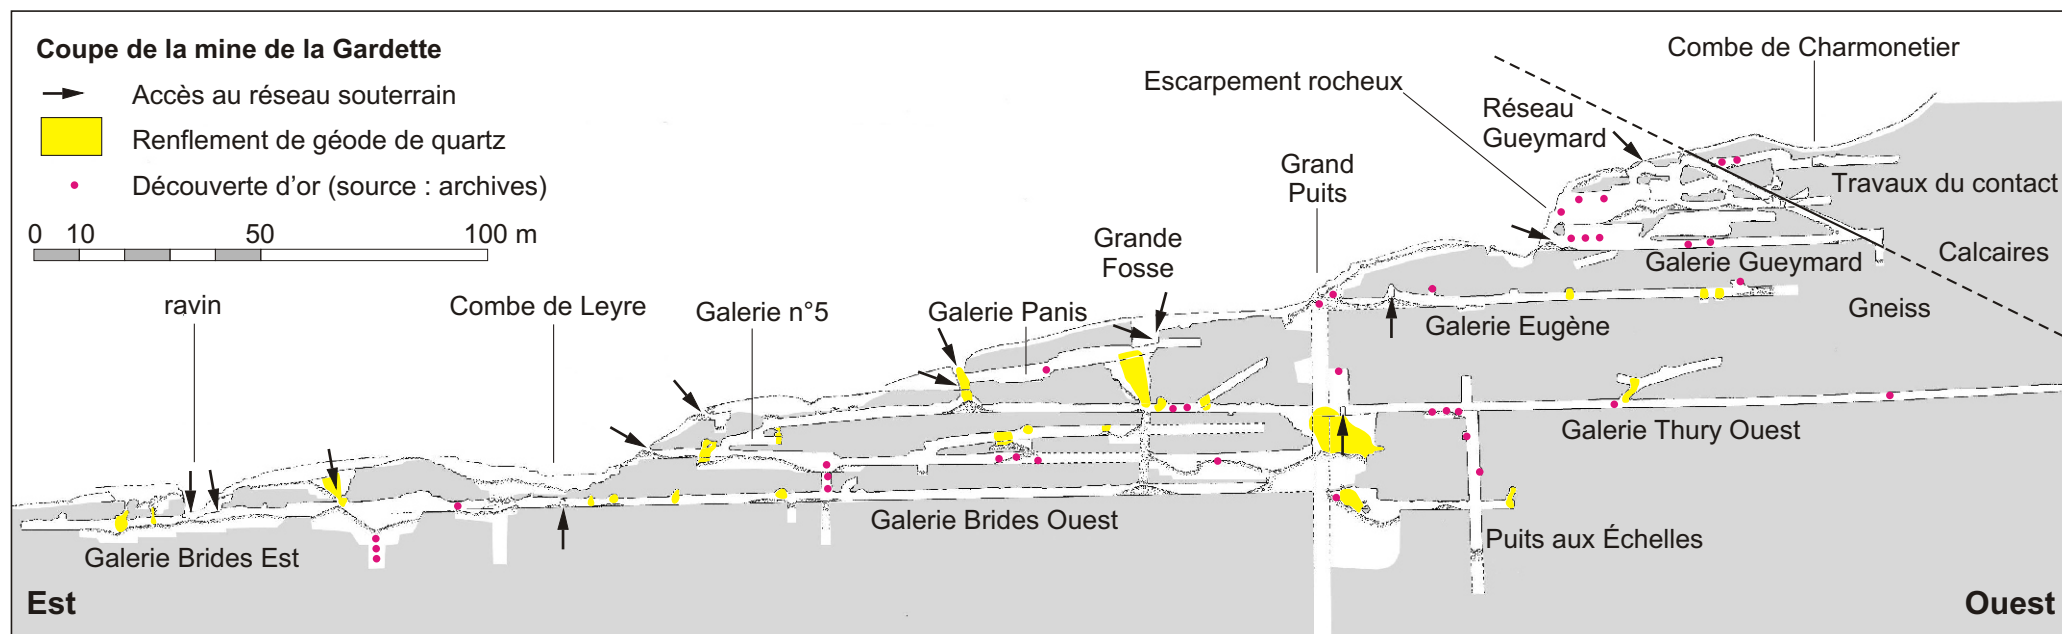 Coupe de la mine de la Gardette
Accès au réseau souterrain
Renflement de géode de quartz
Découverte d'or (source : archives)
0 10 50 100 m
ravin
Combe de Leyre
Galerie n°5
Galerie Panis
Grande
Fosse
Grand
Puits
Escarpement rocheux
Réseau
Gueymard
Combe de Charmonetier
Travaux du contact
Galerie Gueymard
Calcaires
Gneiss
Galerie Eugène
Galerie Thury Ouest
Galerie Brides Ouest
Puits aux Échelles
Galerie Brides Est
Est
Ouest